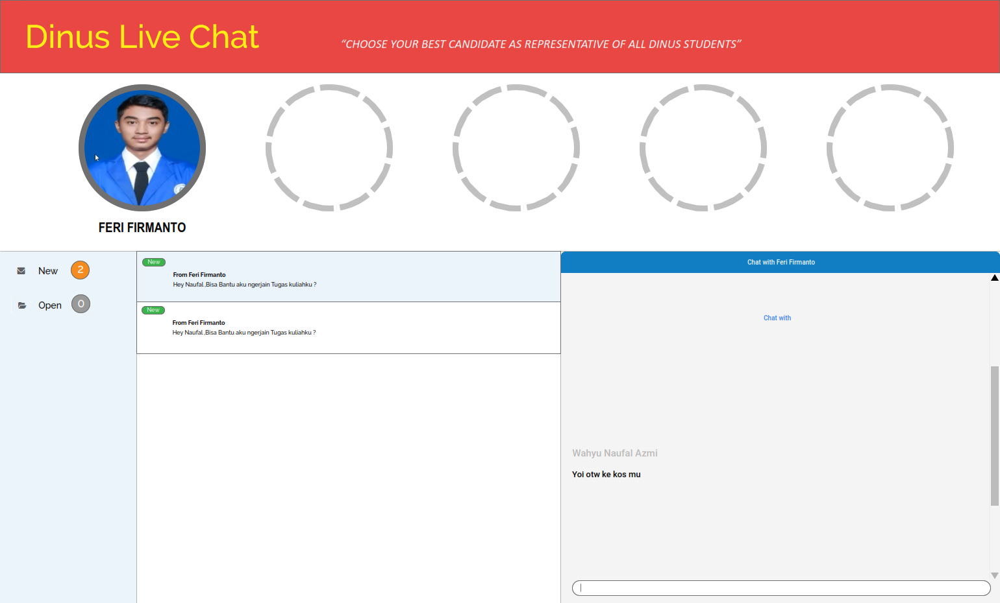 Dinus Live Chat
“CHOOSE YOUR BEST CANDIDATE AS REPRESENTATIVE OF ALL DINUS STUDENTS”
FERI FIRMANTO
New 2
Open 0
New
From Feri Firmanto
Hey Naufal ,Bisa Bantu aku ngerjain Tugas kuliahku ?
New
From Feri Firmanto
Hey Naufal ,Bisa Bantu aku ngerjain Tugas kuliahku ?
Chat with Feri Firmanto
Chat with
Wahyu Naufal Azmi
Yoi otw ke kos mu